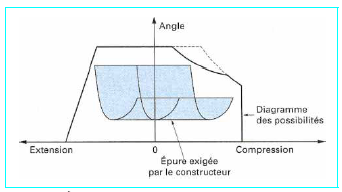 Angle
Diagramme
des possibilités
Extension
0
Compression
Épure exigée
par le constructeur